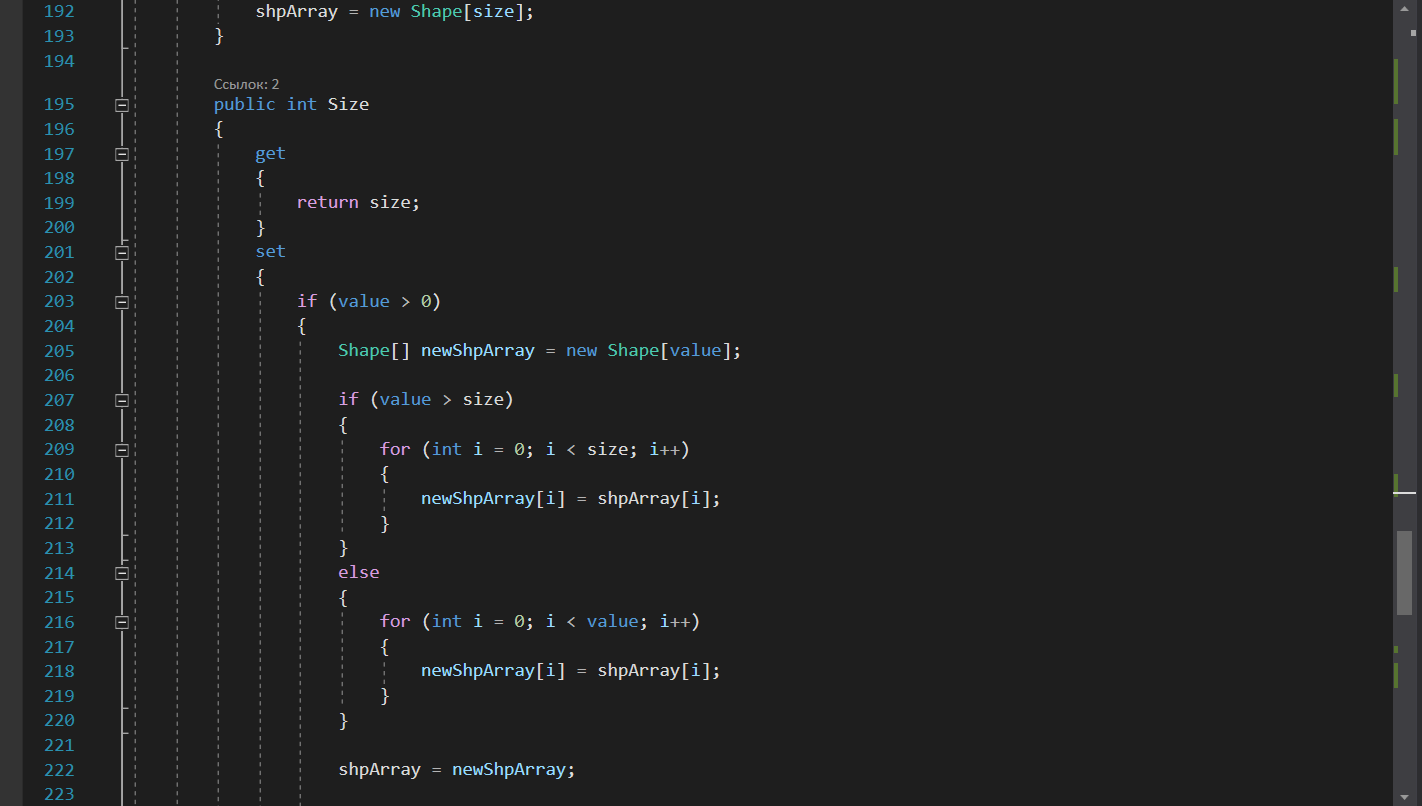 192 shpArray = new Shape[size];
193 }
194
Ссылок: 2
195 public int Size
196 {
197 get
198 {
199 return size;
200 }
201 set
202 {
203 if (value > 0)
204 {
205 Shape[] newShpArray = new Shape[value];
206
207 if (value > size)
208 {
209 for (int i = 0; i < size; i++)
210 {
211 newShpArray[i] = shpArray[i];
212 }
213 }
214 else
215 {
216 for (int i = 0; i < value; i++)
217 {
218 newShpArray[i] = shpArray[i];
219 }
220 }
221
222 shpArray = newShpArray;
223